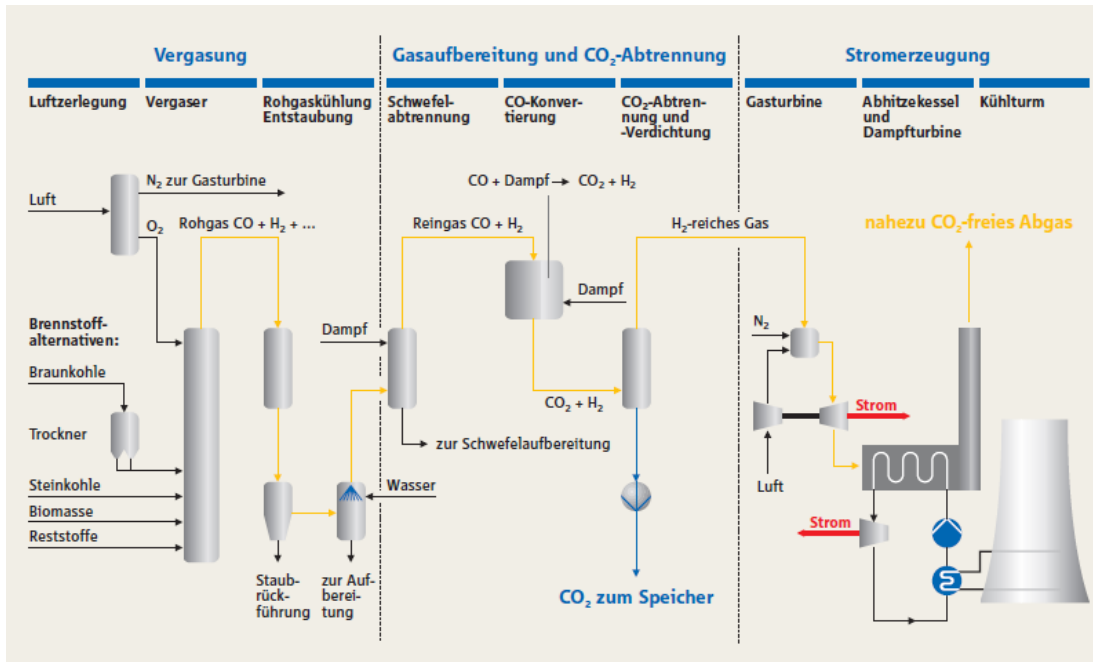 Vergasung
Gasaufbereitung und CO₂-Abtrennung
Stromerzeugung
Luftzerlegung
Vergaser
Rohgaskühlung
Entstaubung
Schwefel-
abtrennung
CO-Konver-
tierung
CO₂-Abtren-
nung und
-Verdichtung
Gasturbine
Abhitzekessel
und
Dampfturbine
Kühlturm
Luft
N₂ zur Gasturbine
O₂
Rohgas CO + H₂ + ...
Brennstoff-
alternativen:
Braunkohle
Trockner
Steinkohle
Biomasse
Reststoffe
Staub-
rück-
führung
zur Auf-
berei-
tung
Dampf
Wasser
Reingas CO + H₂
CO + Dampf → CO₂ + H₂
Dampf
CO₂ + H₂
zur Schwefelaufbereitung
CO₂ zum Speicher
H₂-reiches Gas
N₂
Luft
Strom
Strom
nahezu CO₂-freies Abgas